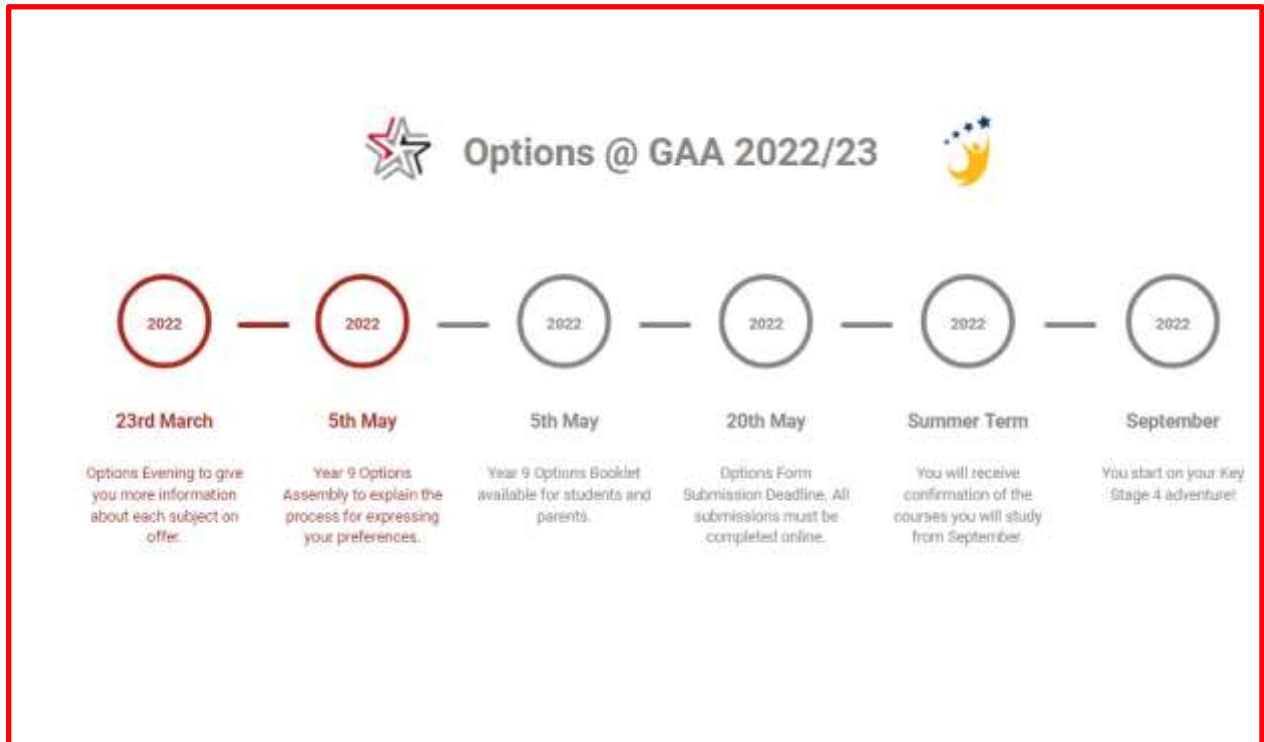 Options @ GAA 2022/23
2022
2022
2022
2022
2022
2022
23rd March
Options Evening to give
you more information
about each subject on
offer.
5th May
Year 9 Options
Assembly to explain the
process for expressing
your preferences.
5th May
Year 9 Options Booklet
available for students and
parents.
20th May
Options Form
Submission Deadline. All
submissions must be
completed online.
Summer Term
You will receive
confirmation of the
courses you will study
from September.
September
You start on your Key
Stage 4 adventure!